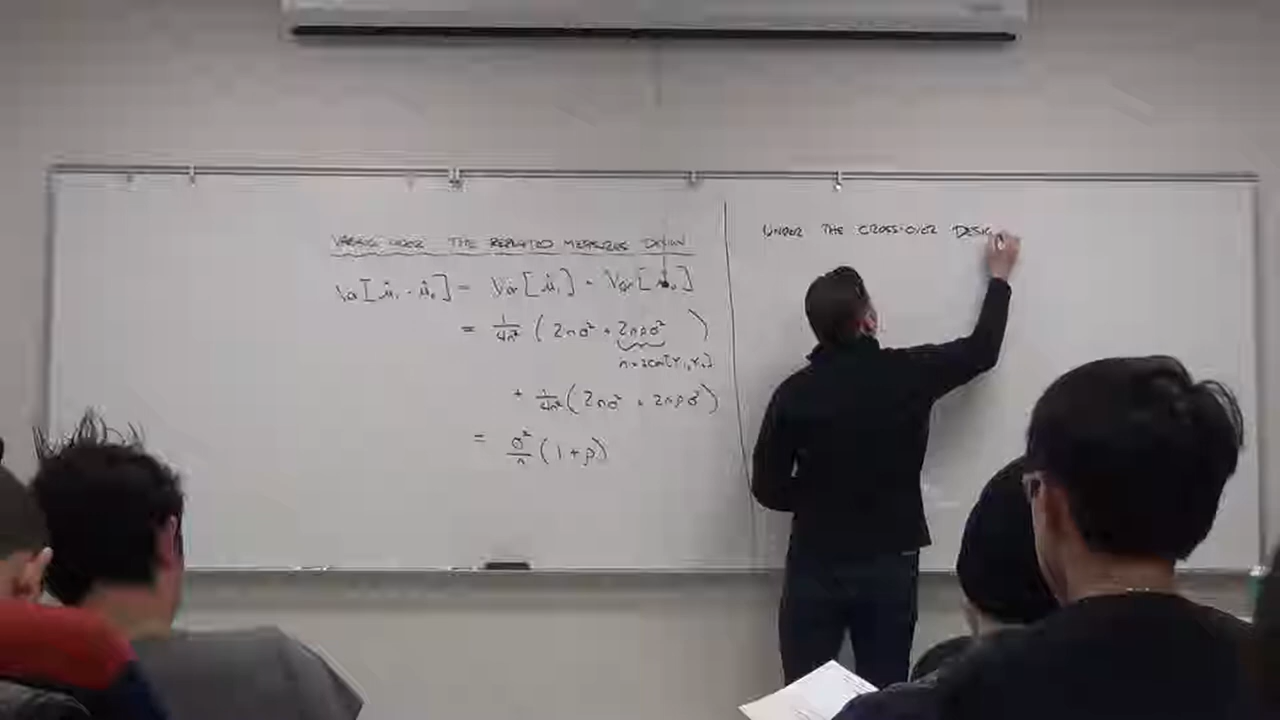 VARIANCE UNDER THE REPEATED MEASURES DESIGN
Var[μ̂₁ - μ̂₀] = Var[μ̂₁] + Var[μ̂₀]
= 1/4n² (2nσ² + 2nρσ²)
n × 2Cov[Y₁,Y₂]
+ 1/4n² (2nσ² + 2nρσ²)
= σ²/n (1+ρ)
UNDER THE CROSS-OVER DESIG